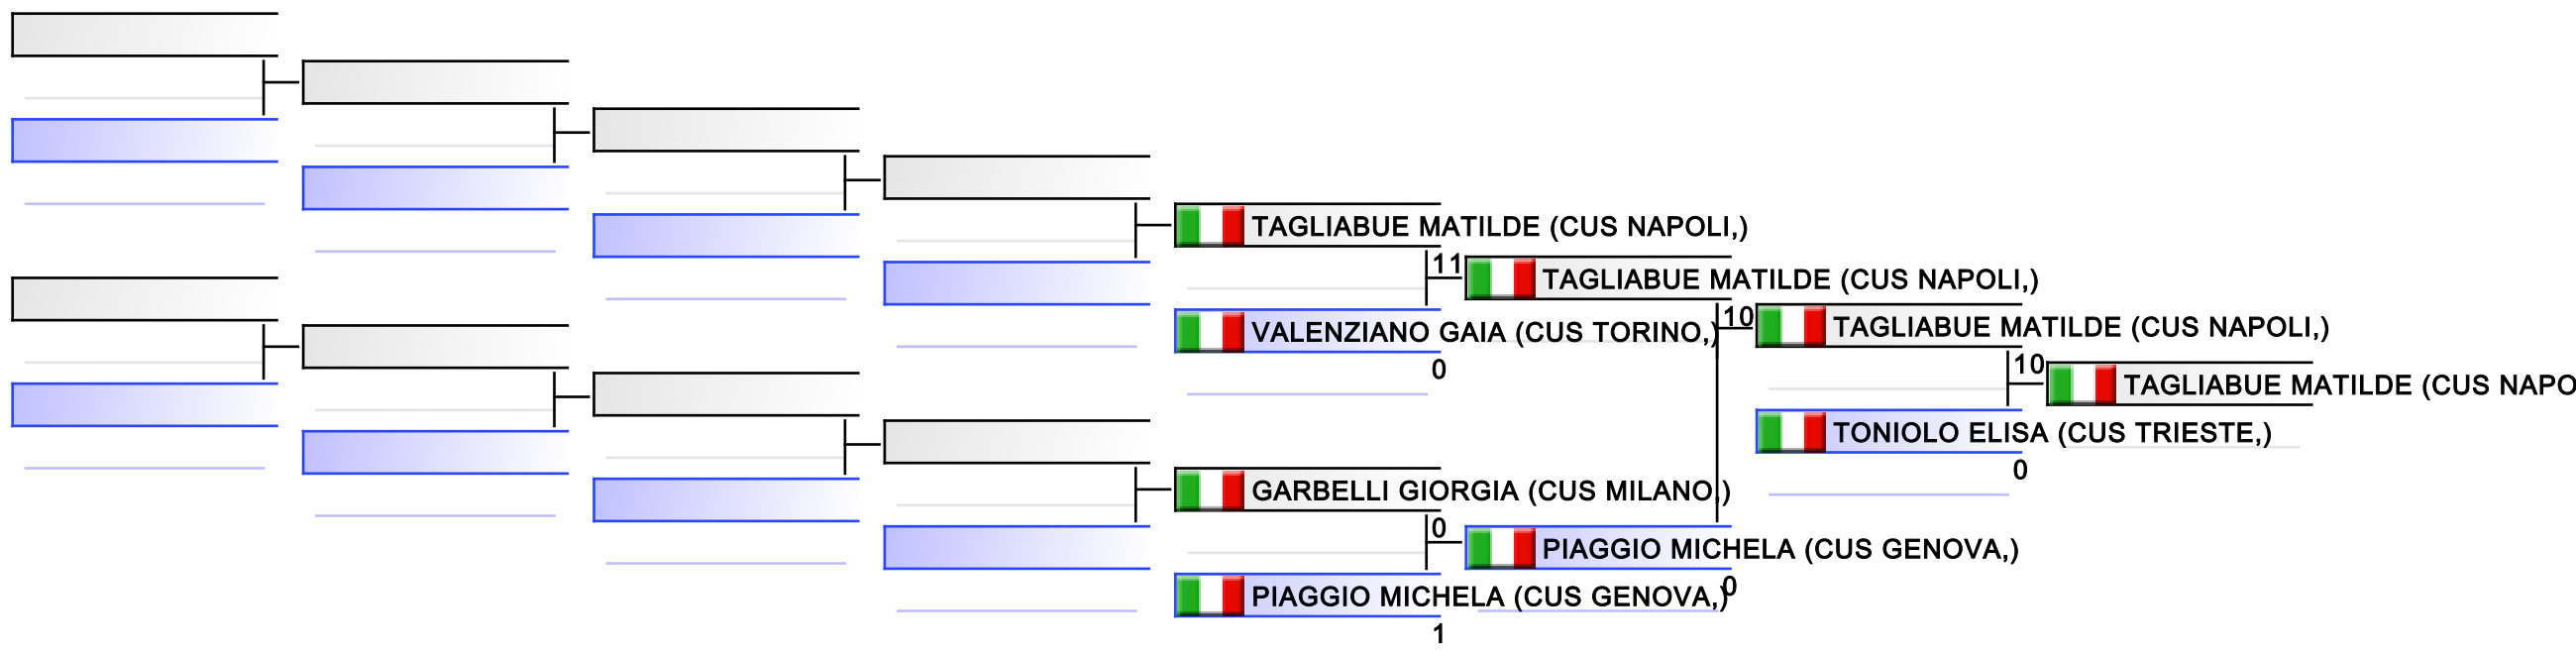 TAGLIABUE MATILDE (CUS NAPOLI,)
11
TAGLIABUE MATILDE (CUS NAPOLI,)
VALENZIANO GAIA (CUS TORINO,)
0
10
TAGLIABUE MATILDE (CUS NAPOLI,)
10
TAGLIABUE MATILDE (CUS NAPO
TONIOLO ELISA (CUS TRIESTE,)
0
GARBELLI GIORGIA (CUS MILANO,)
0
PIAGGIO MICHELA (CUS GENOVA,)
0
PIAGGIO MICHELA (CUS GENOVA,)
1